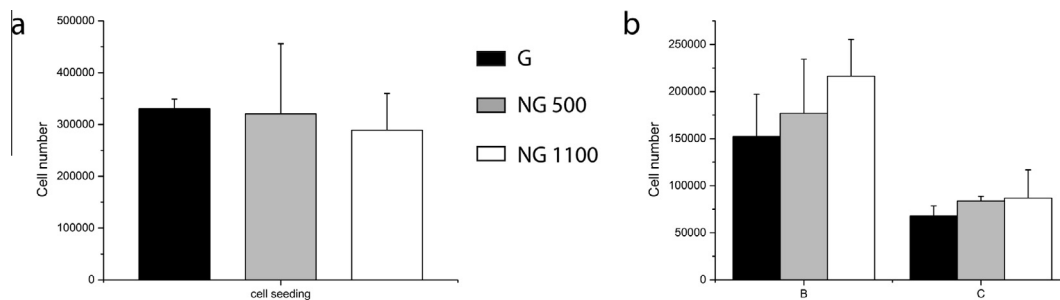 a
500000
400000
300000
200000
100000
0
Cell number
cell seeding
G
NG 500
NG 1100
b
250000
200000
150000
100000
50000
0
Cell number
B
C